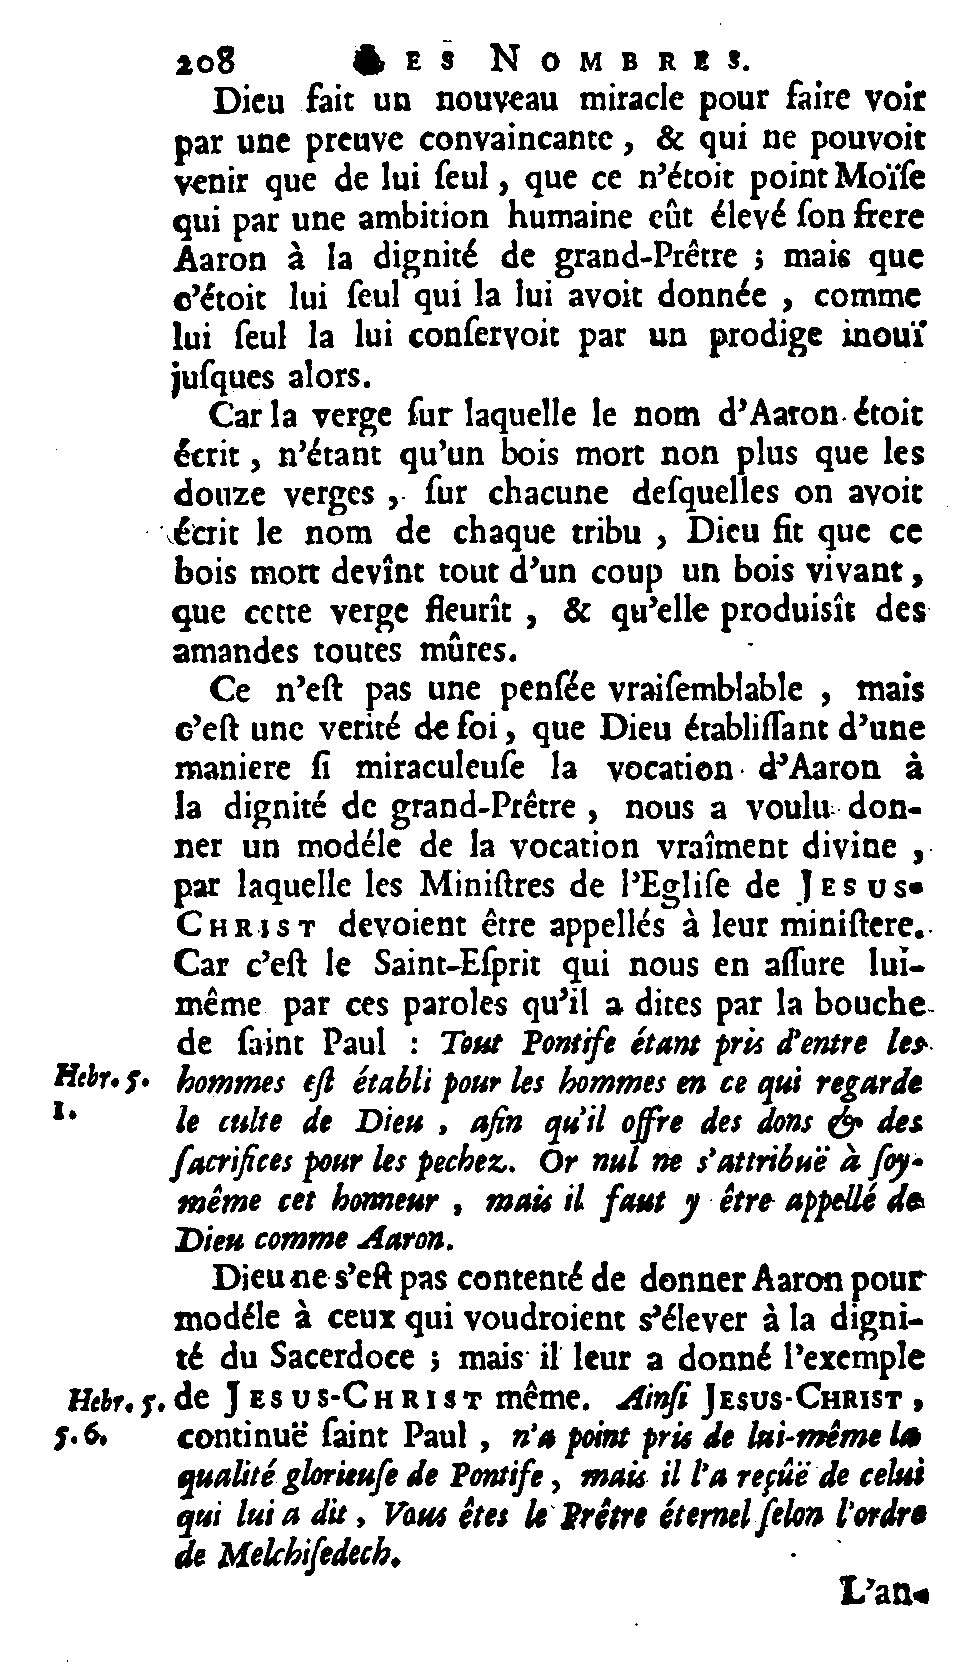 208 LES NOMBRES.
Dieu fait un nouveau miracle pour faire voir
par une preuve convaincante, & qui ne pouvoit
venir que de lui ſeul, que ce n'étoit point Moïſe
qui par une ambition humaine eût élevé ſon frere
Aaron à la dignité de grand-Prêtre ; mais que
c'étoit lui ſeul qui la lui avoit donnée, comme
lui ſeul la lui conſervoit par un prodige inouï
juſques alors.
Car la verge ſur laquelle le nom d'Aaron étoit
écrit, n'étant qu'un bois mort non plus que les
douze verges, ſur chacune deſquelles on avoit
écrit le nom de chaque tribu, Dieu fit que ce
bois mort devînt tout d'un coup un bois vivant,
que cette verge fleurît, & qu'elle produisît des
amandes toutes mûres.
Ce n'eſt pas une penſée vraiſemblable, mais
c'eſt une verité de foi, que Dieu établiſſant d'une
maniere ſi miraculeuſe la vocation d'Aaron à
la dignité de grand-Prêtre, nous a voulu don-
ner un modéle de la vocation vraîment divine,
par laquelle les Miniſtres de l'Egliſe de JESUS-
CHRIST devoient être appellés à leur miniſtere.
Car c'eſt le Saint-Eſprit qui nous en aſſure lui-
même par ces paroles qu'il a dites par la bouche
de ſaint Paul : Tout Pontife étant pris d'entre les
Hebr. 5. hommes eſt établi pour les hommes en ce qui regarde
1. le culte de Dieu, afin qu'il offre des dons & des
ſacrifices pour les pechez. Or nul ne s'attribuë à ſoy-
même cet honneur, mais il faut y être appellé de
Dieu comme Aaron.
Dieu ne s'eſt pas contenté de donner Aaron pour
modéle à ceux qui voudroient s'élever à la digni-
té du Sacerdoce ; mais il leur a donné l'exemple
Hebr. 5. de JESUS-CHRIST même. Ainſi JESUS-CHRIST,
5. 6. continuë ſaint Paul, n'a point pris de lui-même la
qualité glorieuſe de Pontife, mais il l'a reçûë de celui
qui lui a dit, Vous êtes le Prêtre éternel ſelon l'ordre
de Melchiſedech.
L'an-